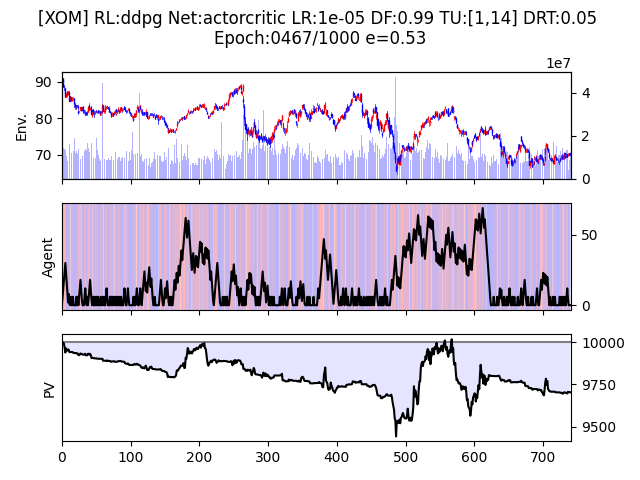 [XOM] RL:ddpg Net:actorcritic LR:1e-05 DF:0.99 TU:[1,14] DRT:0.05
Epoch:0467/1000 e=0.53
1e7
Env.
90
80
70
4
2
0
Agent
50
0
PV
10000
9750
9500
0 100 200 300 400 500 600 700